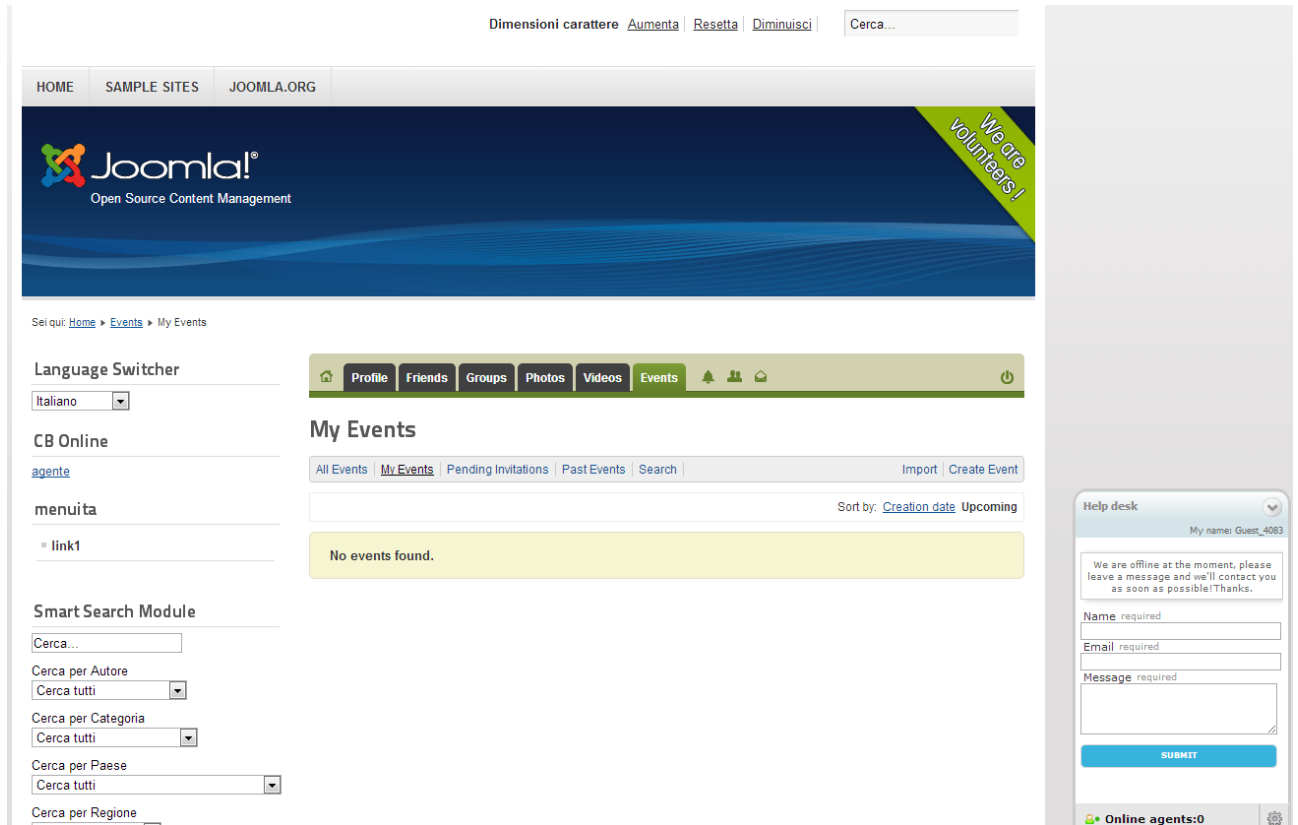 Dimensioni carattere Aumenta Resetta Diminuisci Cerca...
HOME SAMPLE SITES JOOMLA.ORG
We are
volunteers!
Joomla!®
Open Source Content Management
Sei qui: Home ▸ Events ▸ My Events
Language Switcher
Italiano
CB Online
agente
menuita
link1
Smart Search Module
Cerca...
Cerca per Autore
Cerca tutti
Cerca per Categoria
Cerca tutti
Cerca per Paese
Cerca tutti
Cerca per Regione
Profile Friends Groups Photos Videos Events
My Events
All Events My Events Pending Invitations Past Events Search Import Create Event
Sort by: Creation date Upcoming
No events found.
Help desk
My name: Guest_4083
We are offline at the moment, please
leave a message and we'll contact you
as soon as possible!Thanks.
Name required
Email required
Message required
SUBMIT
Online agents:0